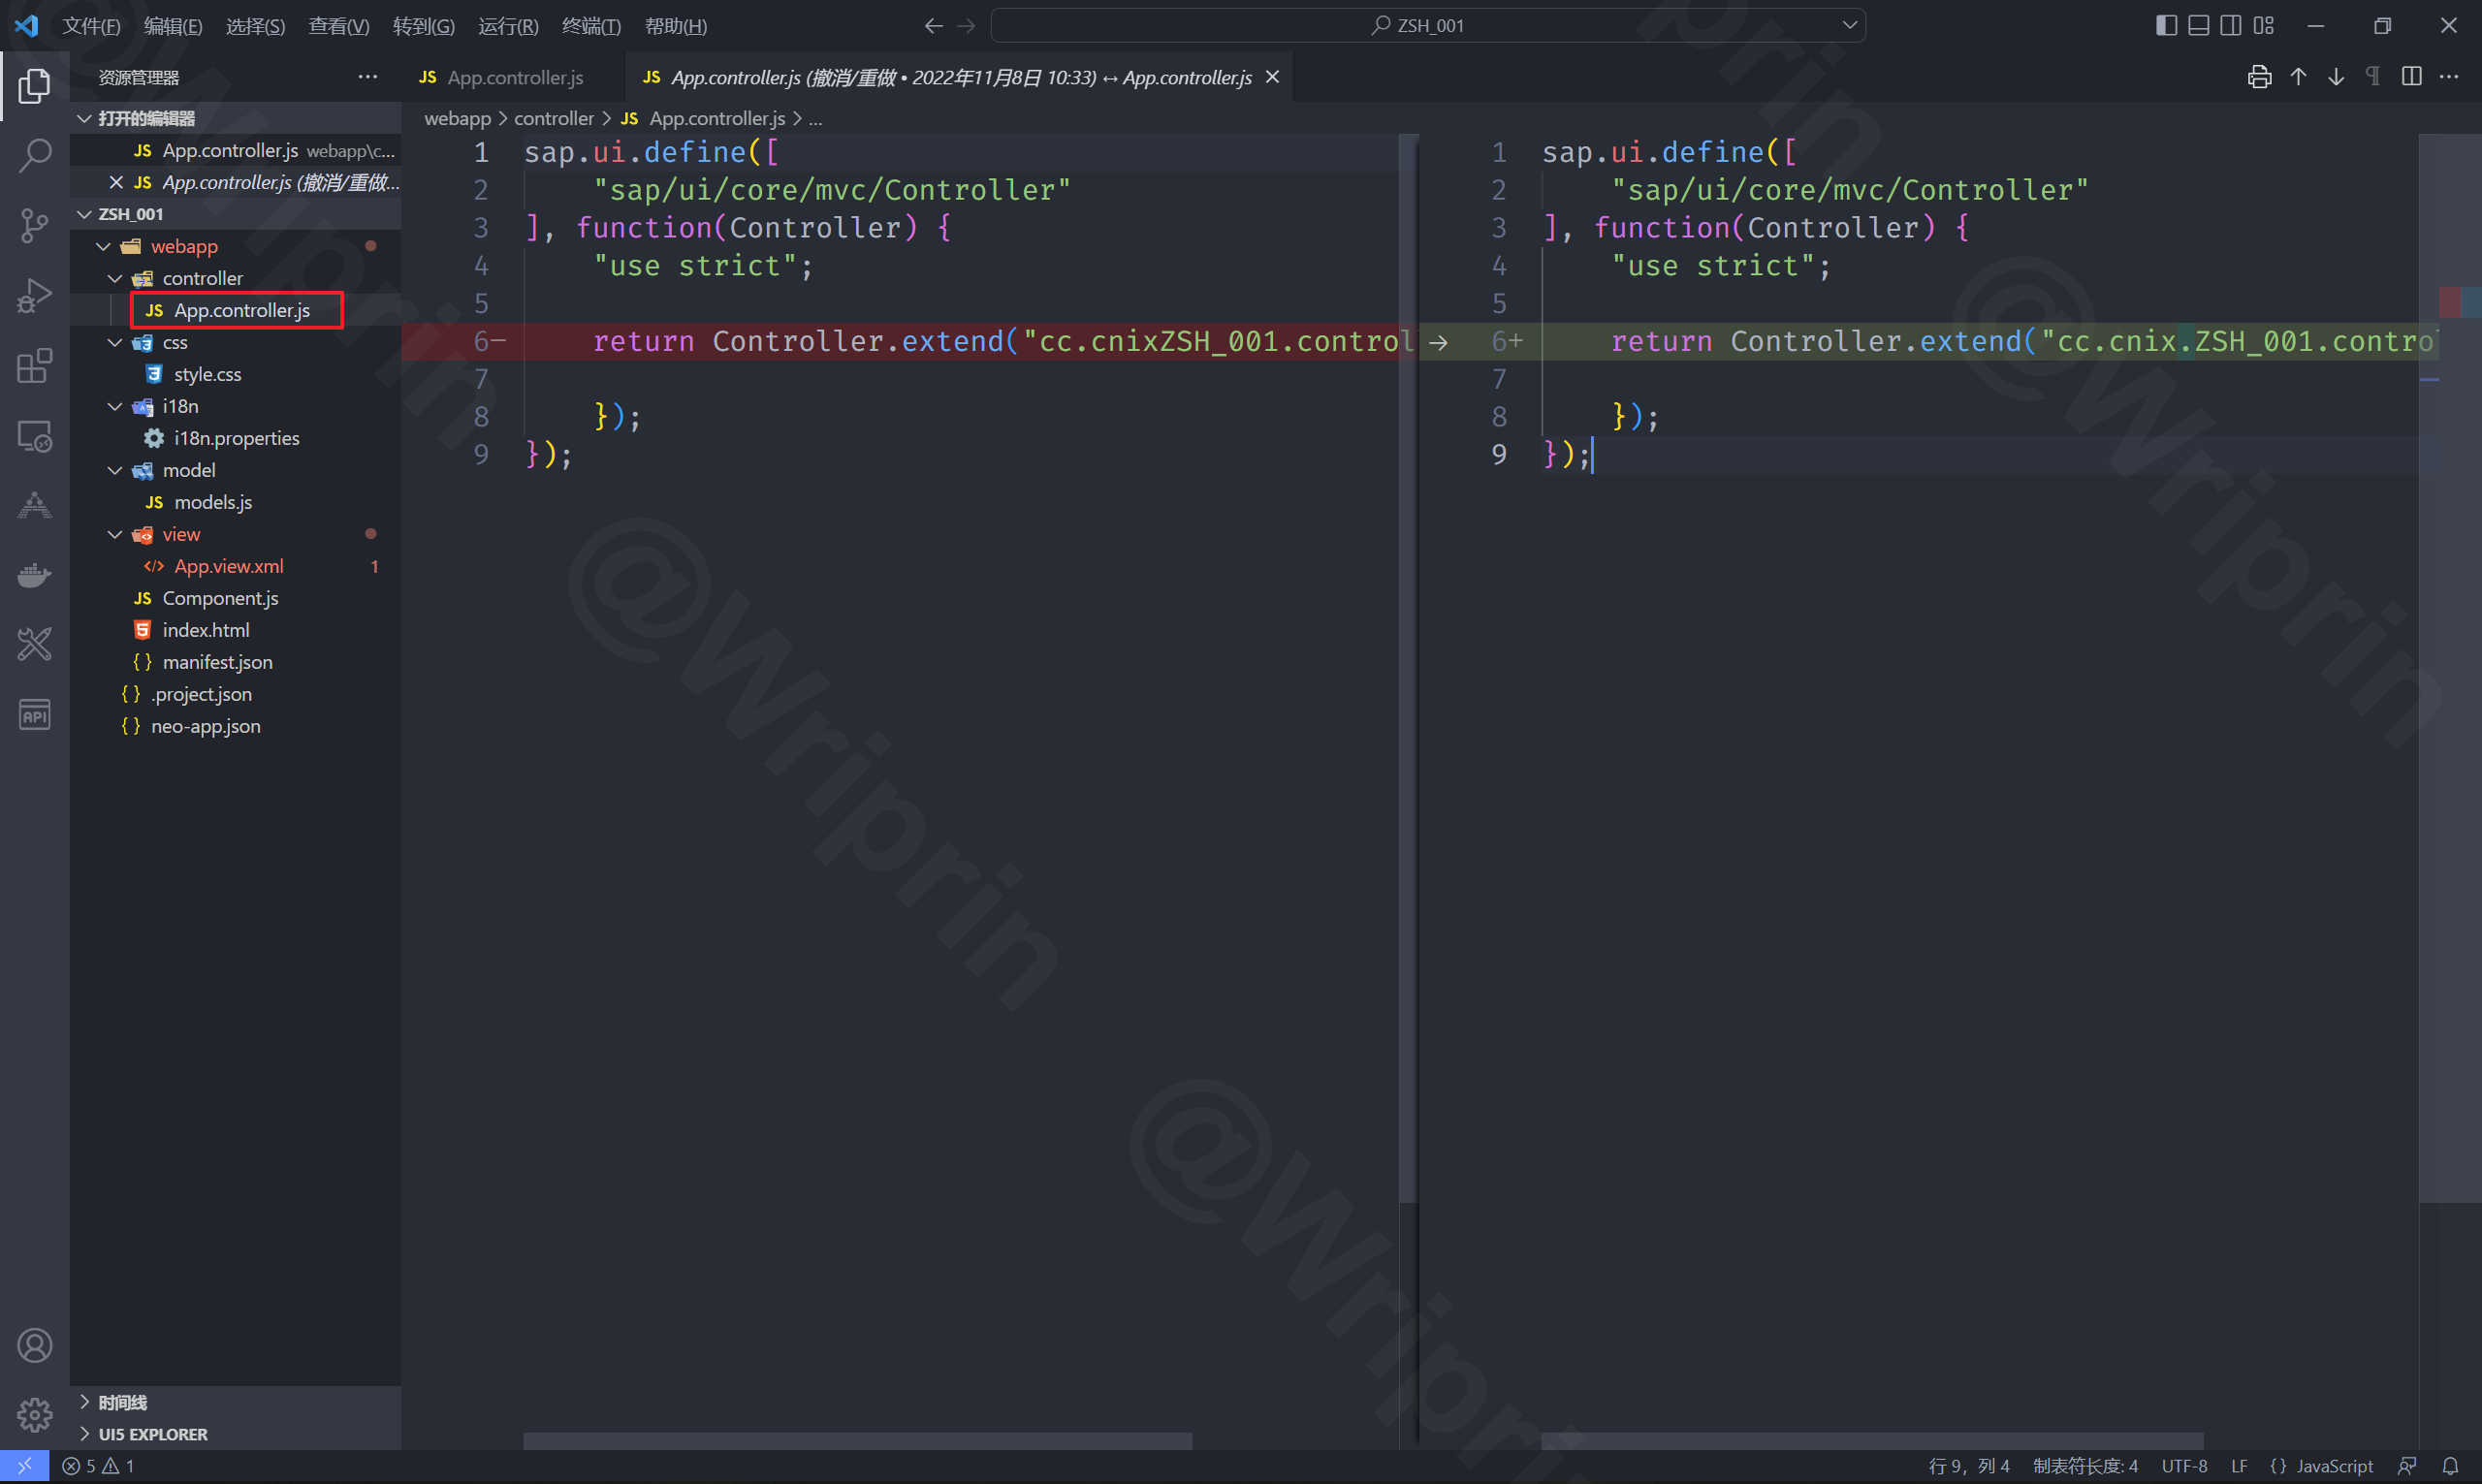 文件(F) 编辑(E) 选择(S) 查看(V) 转到(G) 运行(R) 终端(T) 帮助(H) ZSH_001
资源管理器 ··· JS App.controller.js JS App.controller.js (撤消/重做 • 2022年11月8日 10:33) ↔ App.controller.js
打开的编辑器
JS App.controller.js webapp\c...
JS App.controller.js (撤消/重做...
ZSH_001
webapp
controller
JS App.controller.js
css
style.css
i18n
i18n.properties
model
JS models.js
view
App.view.xml 1
JS Component.js
index.html
{} manifest.json
{} .project.json
{} neo-app.json
时间线
UI5 EXPLORER
API
webapp > controller > JS App.controller.js > ...
1 sap.ui.define([
2 "sap/ui/core/mvc/Controller"
3 ], function(Controller) {
4 "use strict";
5
6− return Controller.extend("cc.cnixZSH_001.control
7
8 });
9 });
1 sap.ui.define([
2 "sap/ui/core/mvc/Controller"
3 ], function(Controller) {
4 "use strict";
5
6+ return Controller.extend("cc.cnix.ZSH_001.contro
7
8 });
9 });
5 1 行 9，列 4 制表符长度: 4 UTF-8 LF {} JavaScript
@Wriprin
@Wriprin
prin
@Wriprin
@Wripri